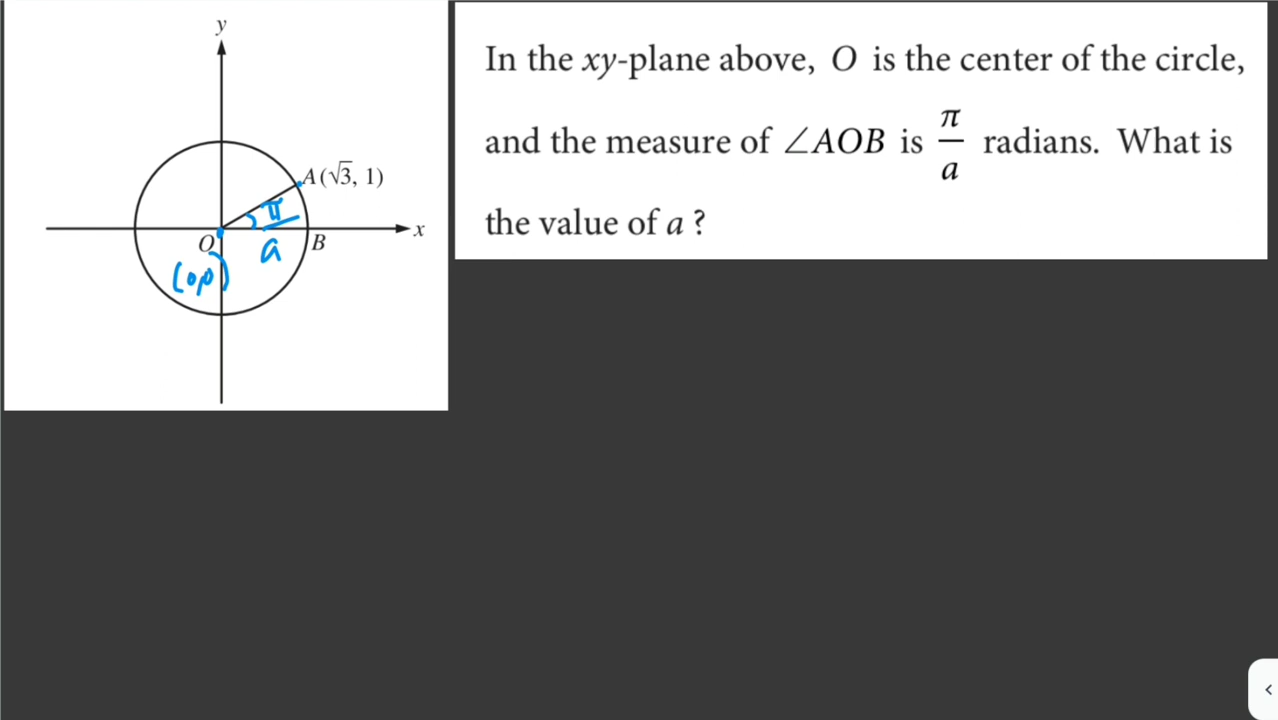 y
A(√3, 1)
π/a
O
B
x
(0,0)
In the xy-plane above, O is the center of the circle,
and the measure of ∠AOB is π/a radians. What is
the value of a ?